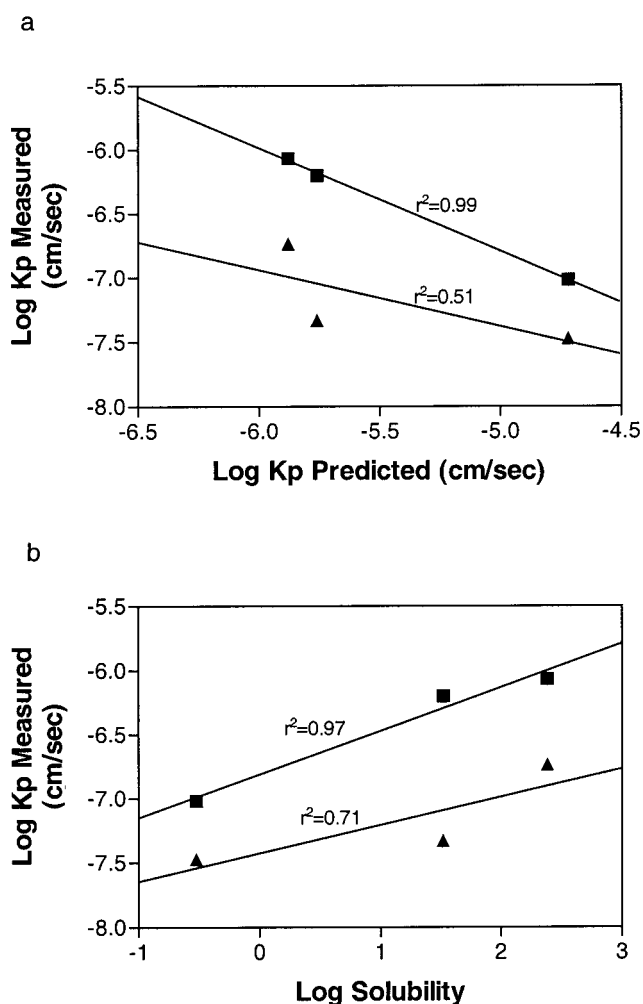 a
Log Kp Measured
(cm/sec)
-5.5
-6.0
-6.5
-7.0
-7.5
-8.0
r²=0.99
r²=0.51
-6.5 -6.0 -5.5 -5.0 -4.5
Log Kp Predicted (cm/sec)
b
Log Kp Measured
(cm/sec)
-5.5
-6.0
-6.5
-7.0
-7.5
-8.0
r²=0.97
r²=0.71
-1 0 1 2 3
Log Solubility